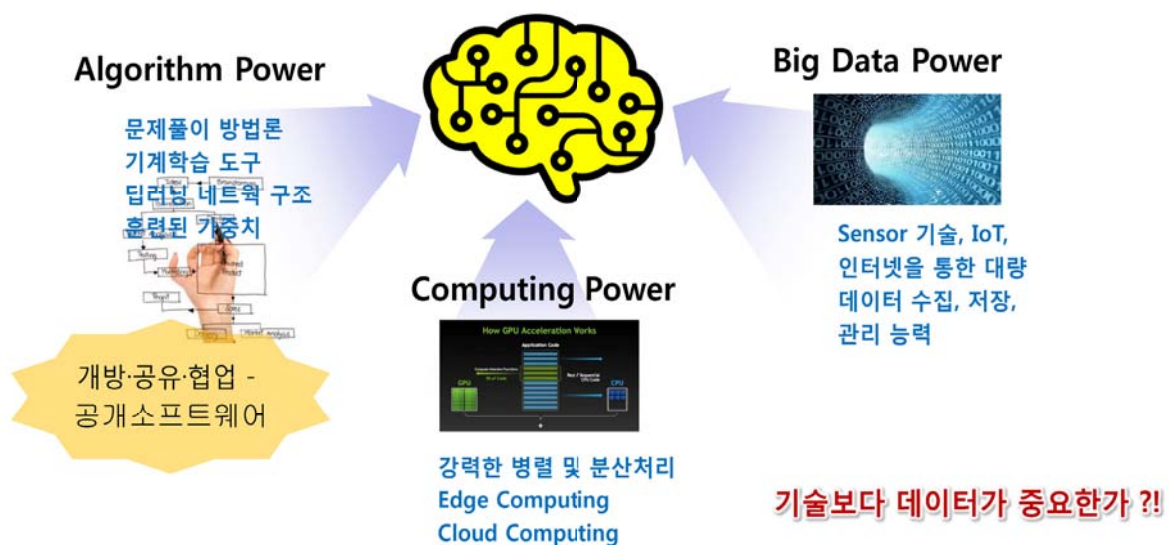 Algorithm Power
문제풀이 방법론
기계학습 도구
딥러닝 네트웍 구조
훈련된 가중치
개방·공유·협업 -
공개소프트웨어
Computing Power
How GPU Acceleration Works
Application Code
GPU
CPU
강력한 병렬 및 분산처리
Edge Computing
Cloud Computing
Big Data Power
Sensor 기술, IoT,
인터넷을 통한 대량
데이터 수집, 저장,
관리 능력
기술보다 데이터가 중요한가 ?!